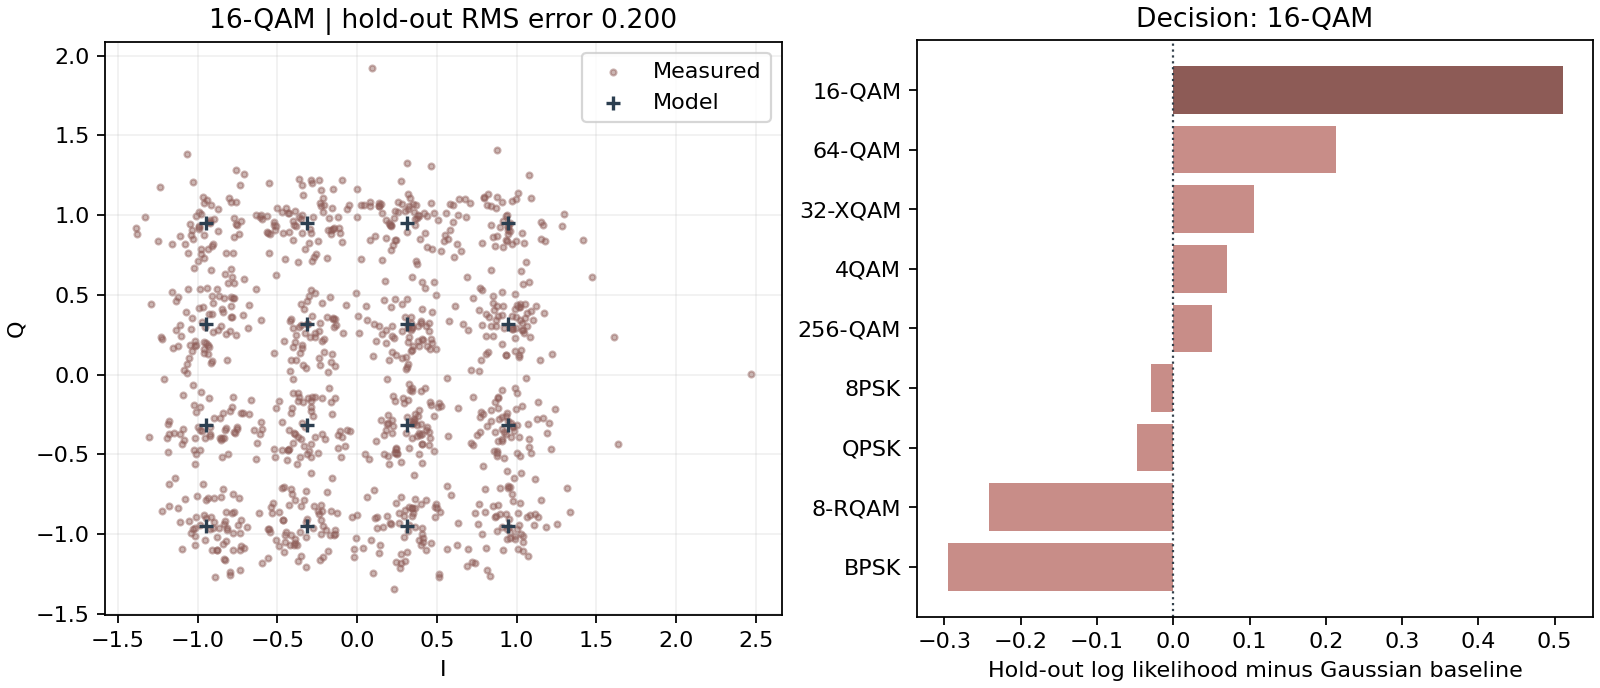 16-QAM | hold-out RMS error 0.200
2.0
1.5
1.0
0.5
0.0
−0.5
−1.0
−1.5
Q
Measured
Model
−1.5 −1.0 −0.5 0.0 0.5 1.0 1.5 2.0 2.5
I
Decision: 16-QAM
16-QAM
64-QAM
32-XQAM
4QAM
256-QAM
8PSK
QPSK
8-RQAM
BPSK
−0.3 −0.2 −0.1 0.0 0.1 0.2 0.3 0.4 0.5
Hold-out log likelihood minus Gaussian baseline